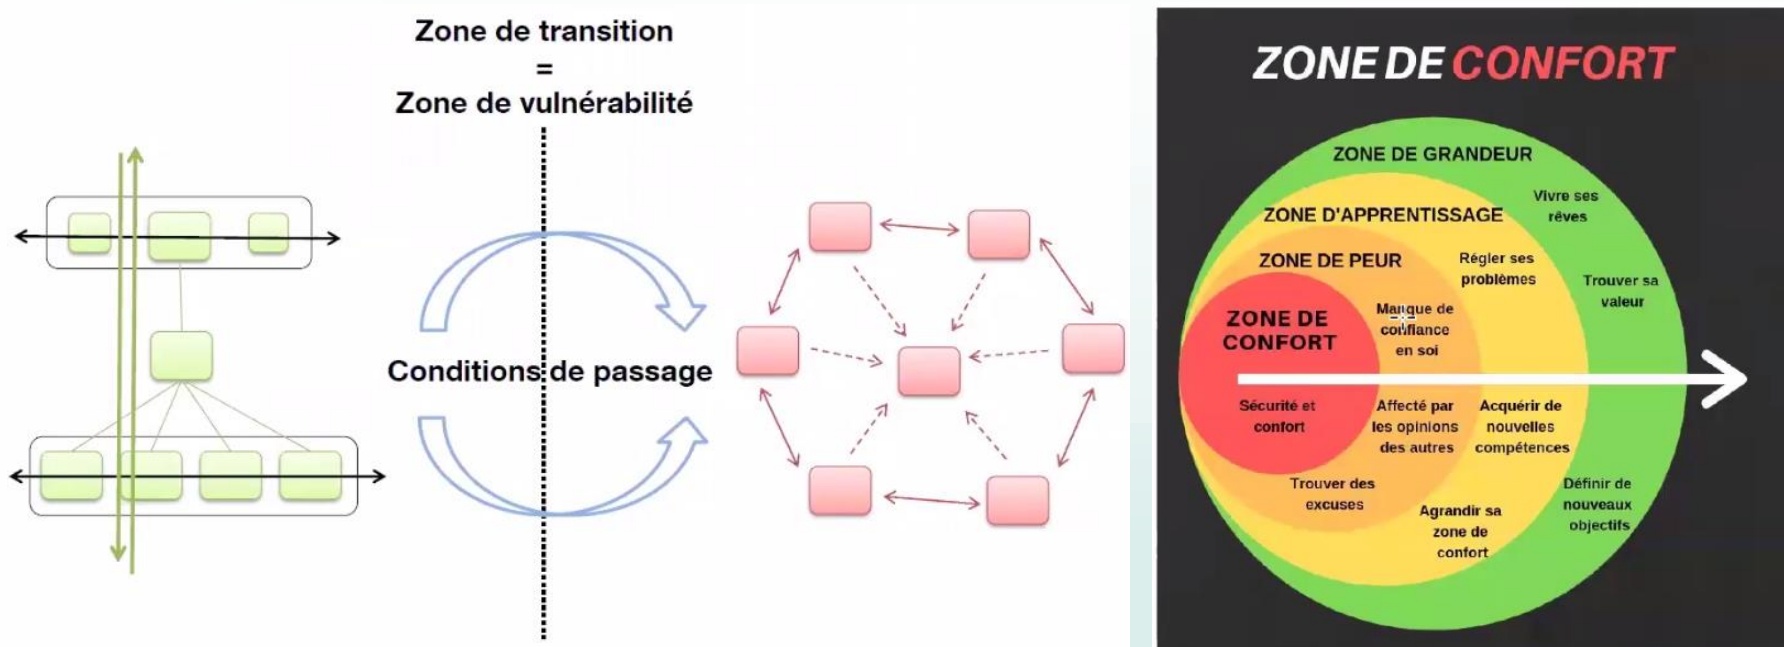 Zone de transition
=
Zone de vulnérabilité
Conditions de passage
ZONE DE CONFORT
ZONE DE GRANDEUR
Vivre ses
rêves
ZONE D'APPRENTISSAGE
ZONE DE PEUR
Régler ses
problèmes
Trouver sa
valeur
ZONE DE
CONFORT
Manque de
confiance
en soi
Sécurité et
confort
Affecté par
les opinions
des autres
Acquérir de
nouvelles
compétences
Trouver des
excuses
Agrandir sa
zone de
confort
Définir de
nouveaux
objectifs